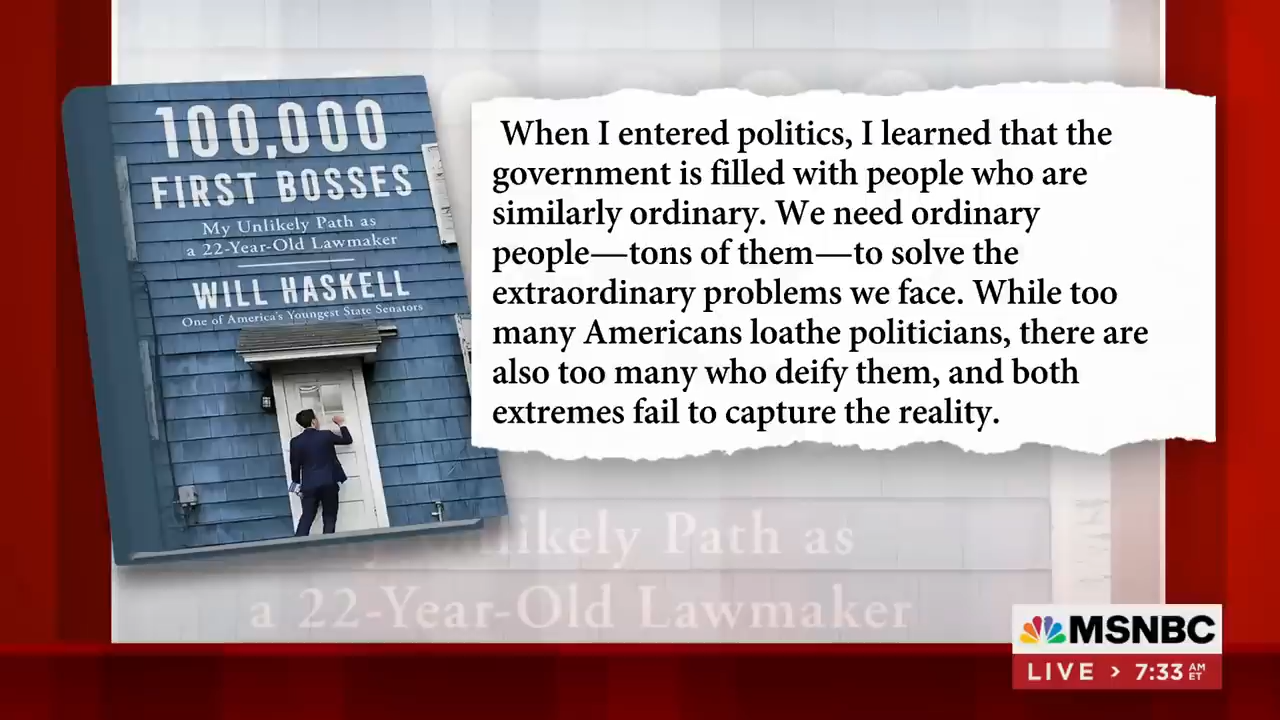 100,000
FIRST BOSSES
My Unlikely Path as
a 22-Year-Old Lawmaker
WILL HASKELL
One of America's Youngest State Senators
When I entered politics, I learned that the
government is filled with people who are
similarly ordinary. We need ordinary
people—tons of them—to solve the
extraordinary problems we face. While too
many Americans loathe politicians, there are
also too many who deify them, and both
extremes fail to capture the reality.
likely Path as
a 22-Year-Old Lawmaker
MSNBC
LIVE > 7:33 AM ET